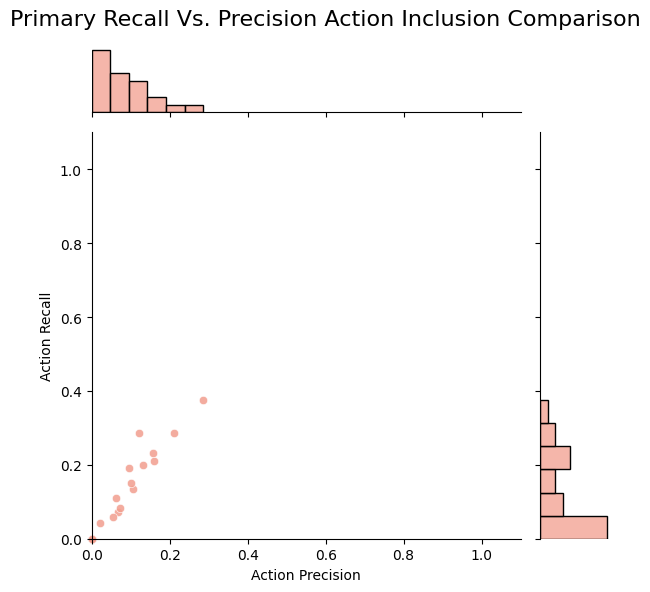 Primary Recall Vs. Precision Action Inclusion Comparison
1.0
0.8
0.6
0.4
0.2
0.0
Action Recall
0.0 0.2 0.4 0.6 0.8 1.0
Action Precision